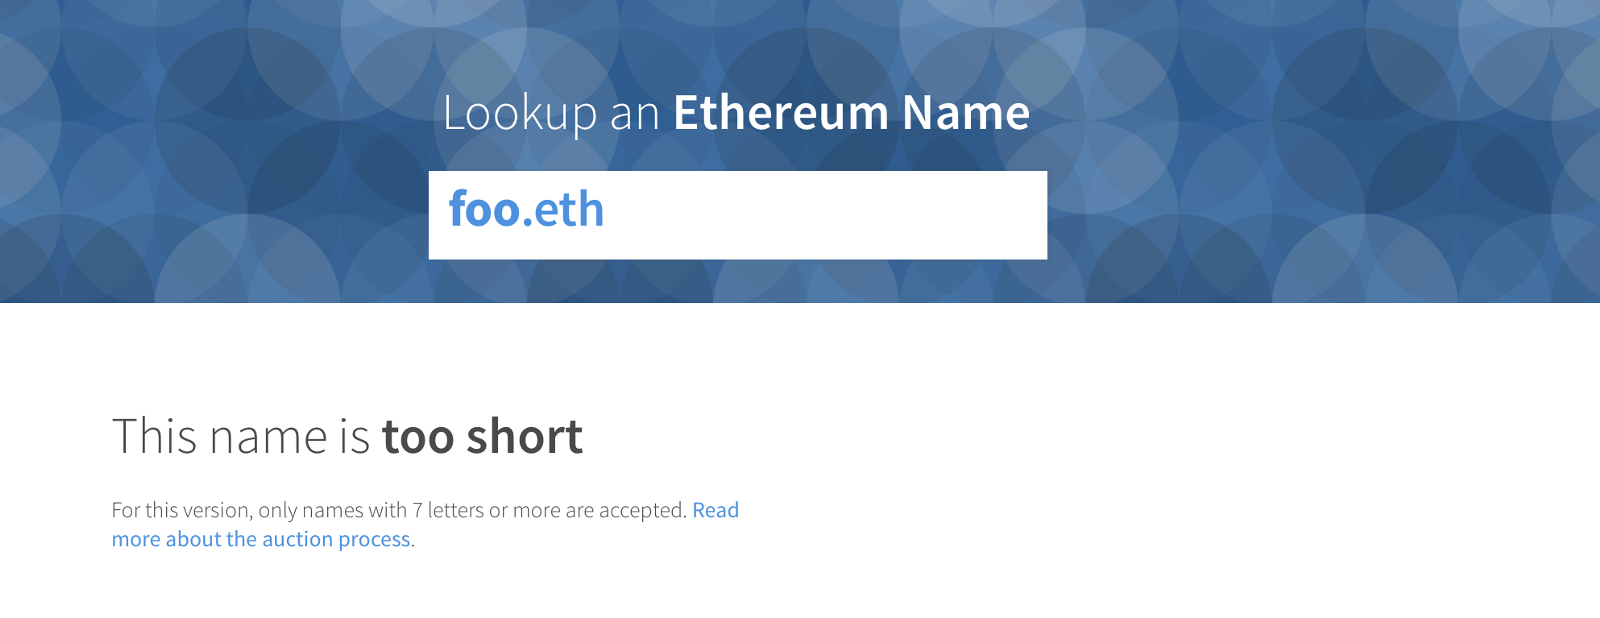 Lookup an Ethereum Name
foo.eth
This name is too short
For this version, only names with 7 letters or more are accepted. Read
more about the auction process.